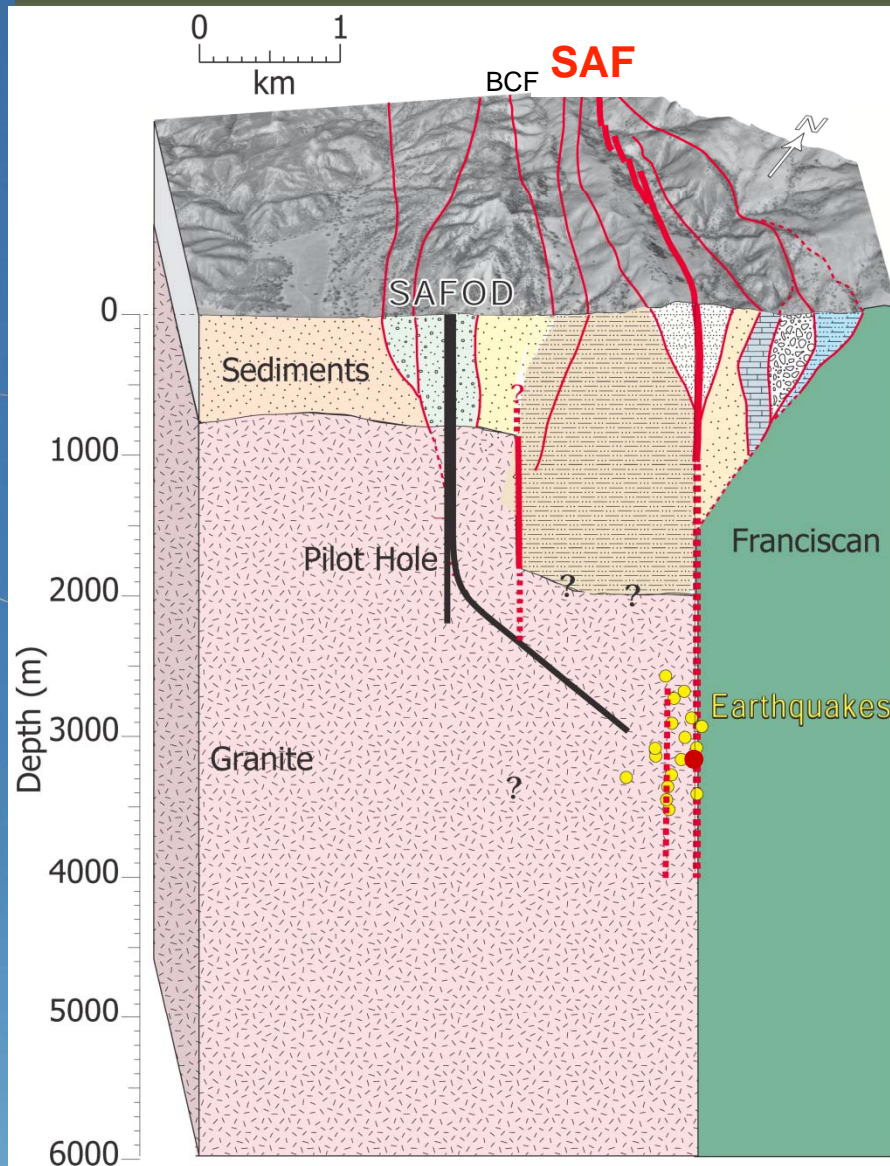 0 1
km
BCF
SAF
N
SAFOD
0
Sediments
?
1000
Pilot Hole
Franciscan
2000
? ?
Depth (m)
Earthquakes
3000
Granite
?
4000
5000
6000